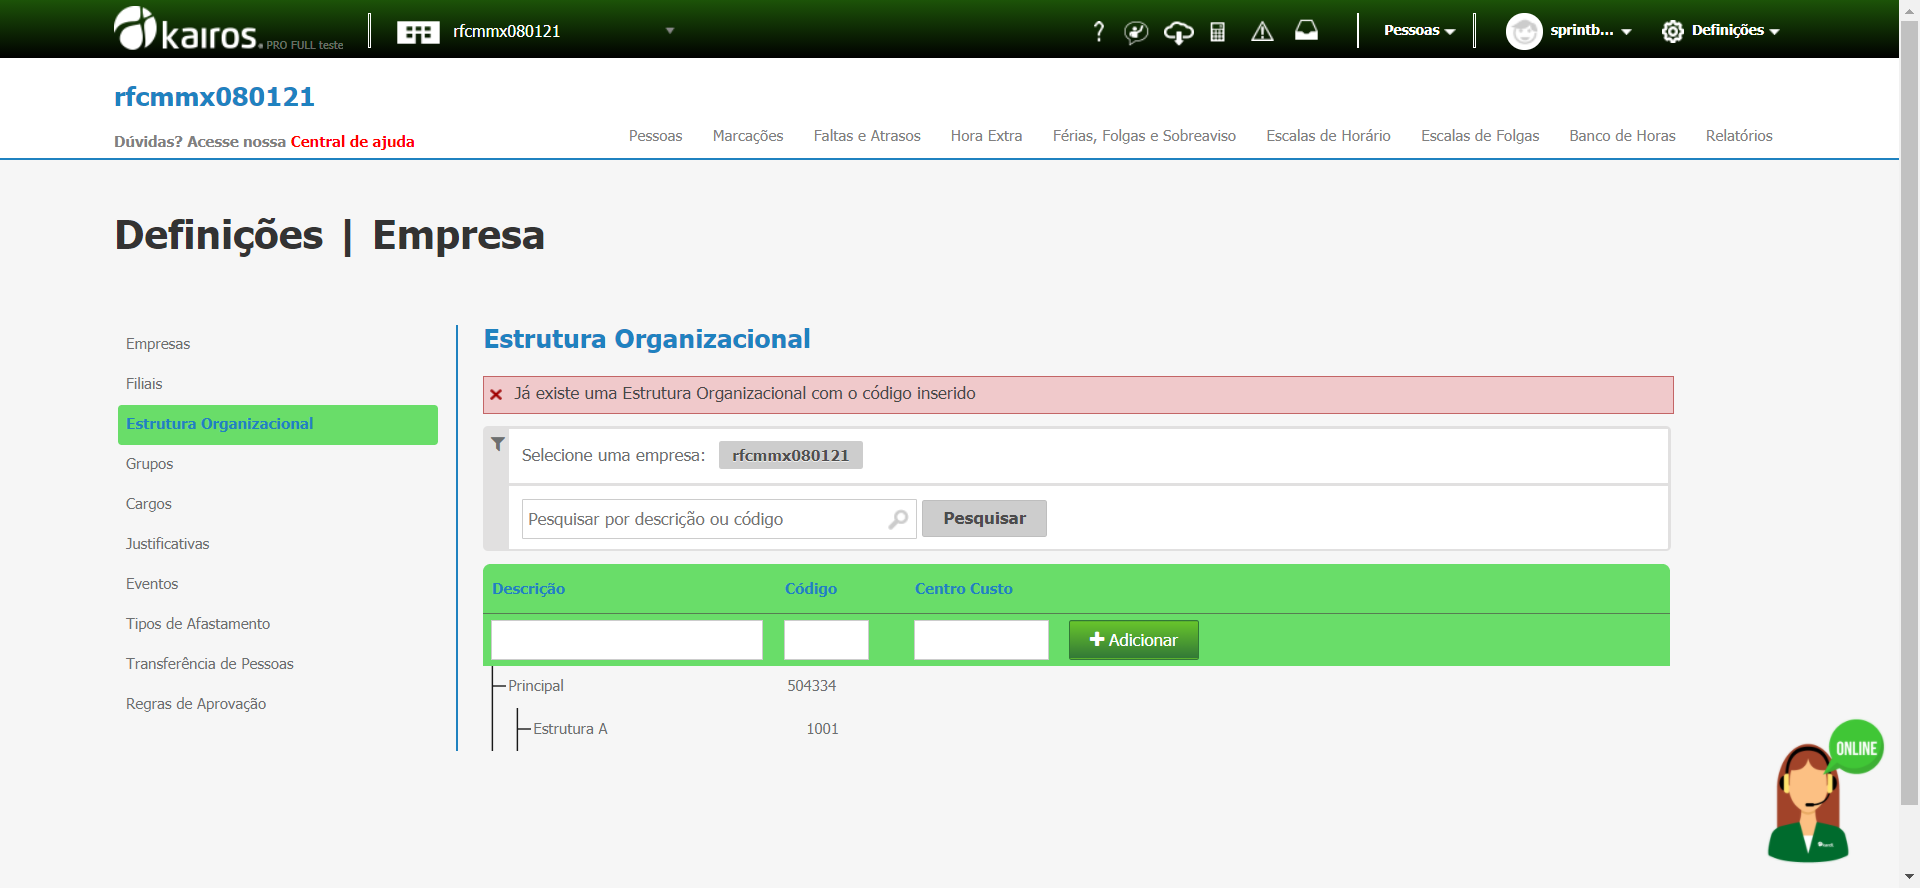 kairos. PRO FULL teste
rfcmmx080121
?
Pessoas
sprintb...
Definições
rfcmmx080121
Dúvidas? Acesse nossa Central de ajuda
Pessoas
Marcações
Faltas e Atrasos
Hora Extra
Férias, Folgas e Sobreaviso
Escalas de Horário
Escalas de Folgas
Banco de Horas
Relatórios
Definições | Empresa
Empresas
Filiais
Estrutura Organizacional
Grupos
Cargos
Justificativas
Eventos
Tipos de Afastamento
Transferência de Pessoas
Regras de Aprovação
Estrutura Organizacional
Já existe uma Estrutura Organizacional com o código inserido
Selecione uma empresa: rfcmmx080121
Pesquisar por descrição ou código
Pesquisar
Descrição Código Centro Custo
Adicionar
Principal 504334
Estrutura A 1001
ONLINE